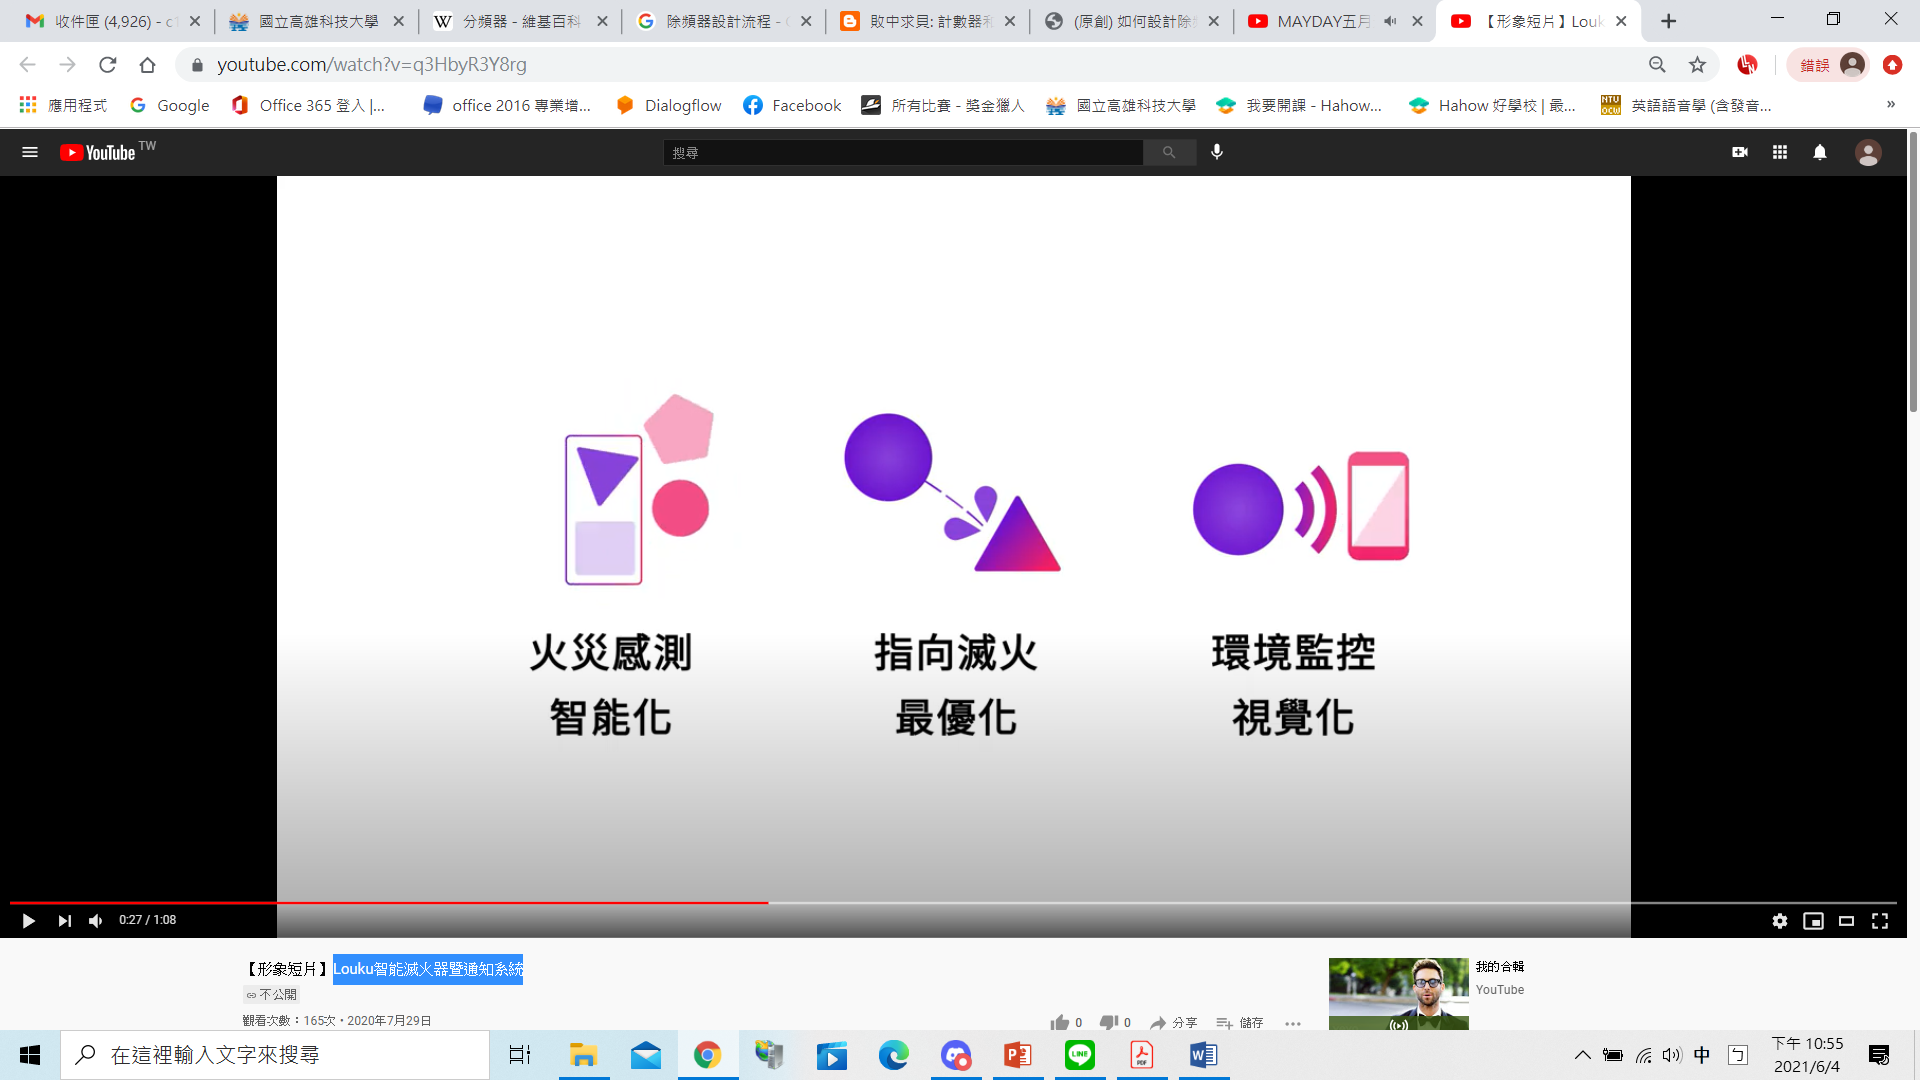 收件匣 (4,926) - c1
國立高雄科技大學
分頻器 - 維基百科
除頻器設計流程 - G
敗中求貝: 計數器和
(原創) 如何設計除頻
MAYDAY五月
【形象短片】Louk
youtube.com/watch?v=q3HbyR3Y8rg
錯誤
應用程式
Google
Office 365 登入 |...
office 2016 專業增...
Dialogflow
Facebook
所有比賽 - 獎金獵人
國立高雄科技大學
我要開課 - Hahow...
Hahow 好學校 | 最...
英語語音學 (含發音...
»
YouTube TW
搜尋
火災感測
智能化
指向滅火
最優化
環境監控
視覺化
0:27 / 1:08
【形象短片】Louku智能滅火器暨通知系統
不公開
觀看次數：165次・2020年7月29日
0
0
分享
儲存
我的合輯
YouTube
在這裡輸入文字來搜尋
中
ㄅ
下午 10:55
2021/6/4